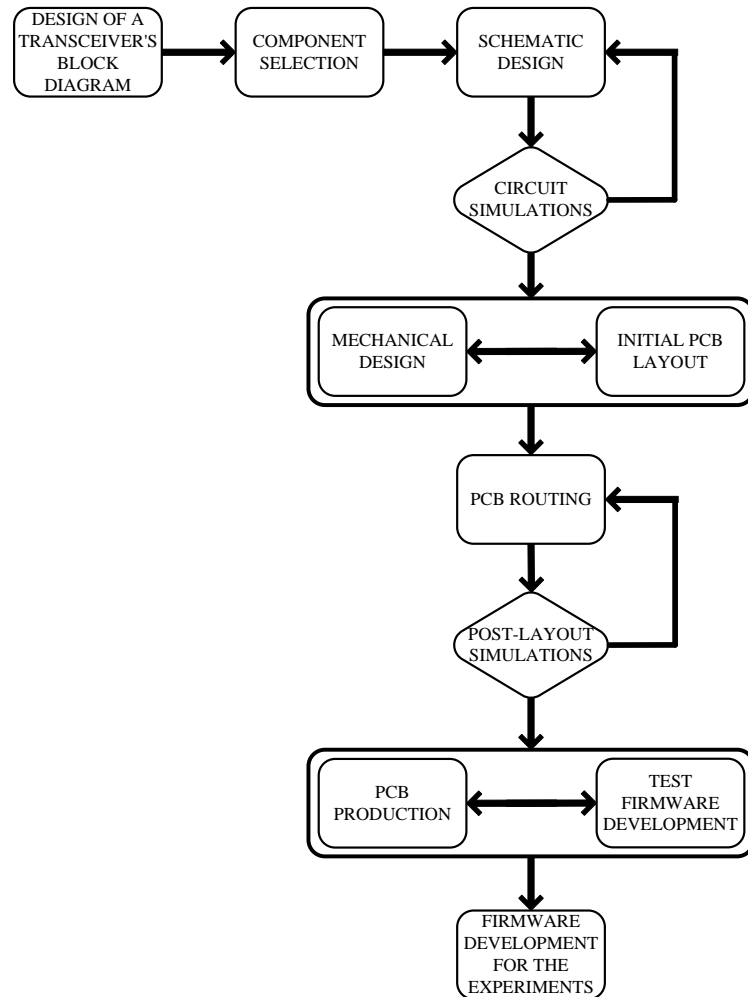 DESIGN OF A
TRANSCEIVER'S
BLOCK
DIAGRAM
COMPONENT
SELECTION
SCHEMATIC
DESIGN
CIRCUIT
SIMULATIONS
MECHANICAL
DESIGN
INITIAL PCB
LAYOUT
PCB ROUTING
POST-LAYOUT
SIMULATIONS
PCB
PRODUCTION
TEST
FIRMWARE
DEVELOPMENT
FIRMWARE
DEVELOPMENT
FOR THE
EXPERIMENTS